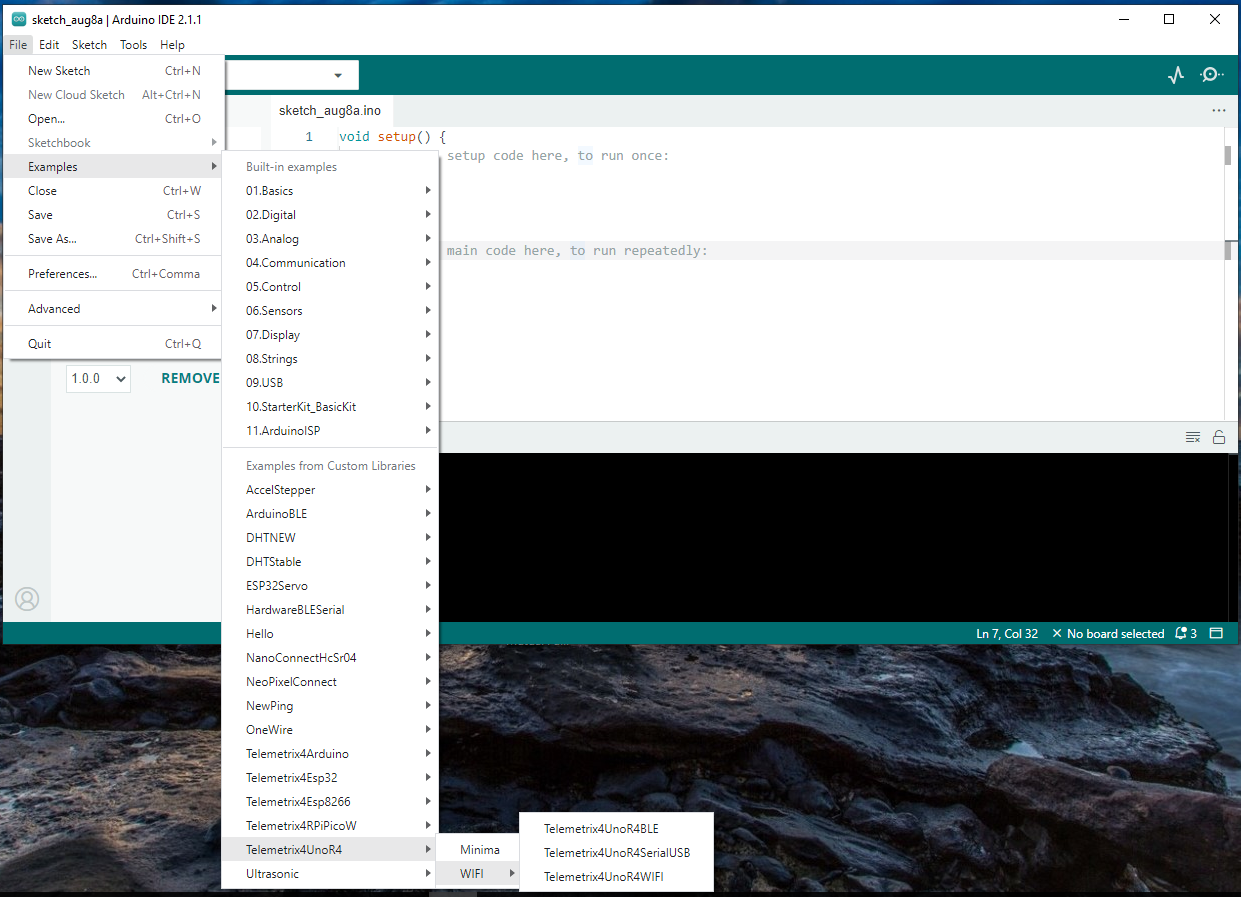 sketch_aug8a | Arduino IDE 2.1.1
File Edit Sketch Tools Help
New Sketch Ctrl+N
New Cloud Sketch Alt+Ctrl+N
Open... Ctrl+O
Sketchbook
Examples
Close Ctrl+W
Save Ctrl+S
Save As... Ctrl+Shift+S
Preferences... Ctrl+Comma
Advanced
Quit Ctrl+Q
1.0.0 REMOVE
sketch_aug8a.ino
1 void setup() {
setup code here, to run once:
main code here, to run repeatedly:
Built-in examples
01.Basics
02.Digital
03.Analog
04.Communication
05.Control
06.Sensors
07.Display
08.Strings
09.USB
10.StarterKit_BasicKit
11.ArduinoISP
Examples from Custom Libraries
AccelStepper
ArduinoBLE
DHTNEW
DHTStable
ESP32Servo
HardwareBLESerial
Hello
NanoConnectHcSr04
NeoPixelConnect
NewPing
OneWire
Telemetrix4Arduino
Telemetrix4Esp32
Telemetrix4Esp8266
Telemetrix4RPiPicoW
Telemetrix4UnoR4
Ultrasonic
Minima
WIFI
Telemetrix4UnoR4BLE
Telemetrix4UnoR4SerialUSB
Telemetrix4UnoR4WIFI
Ln 7, Col 32 × No board selected 3